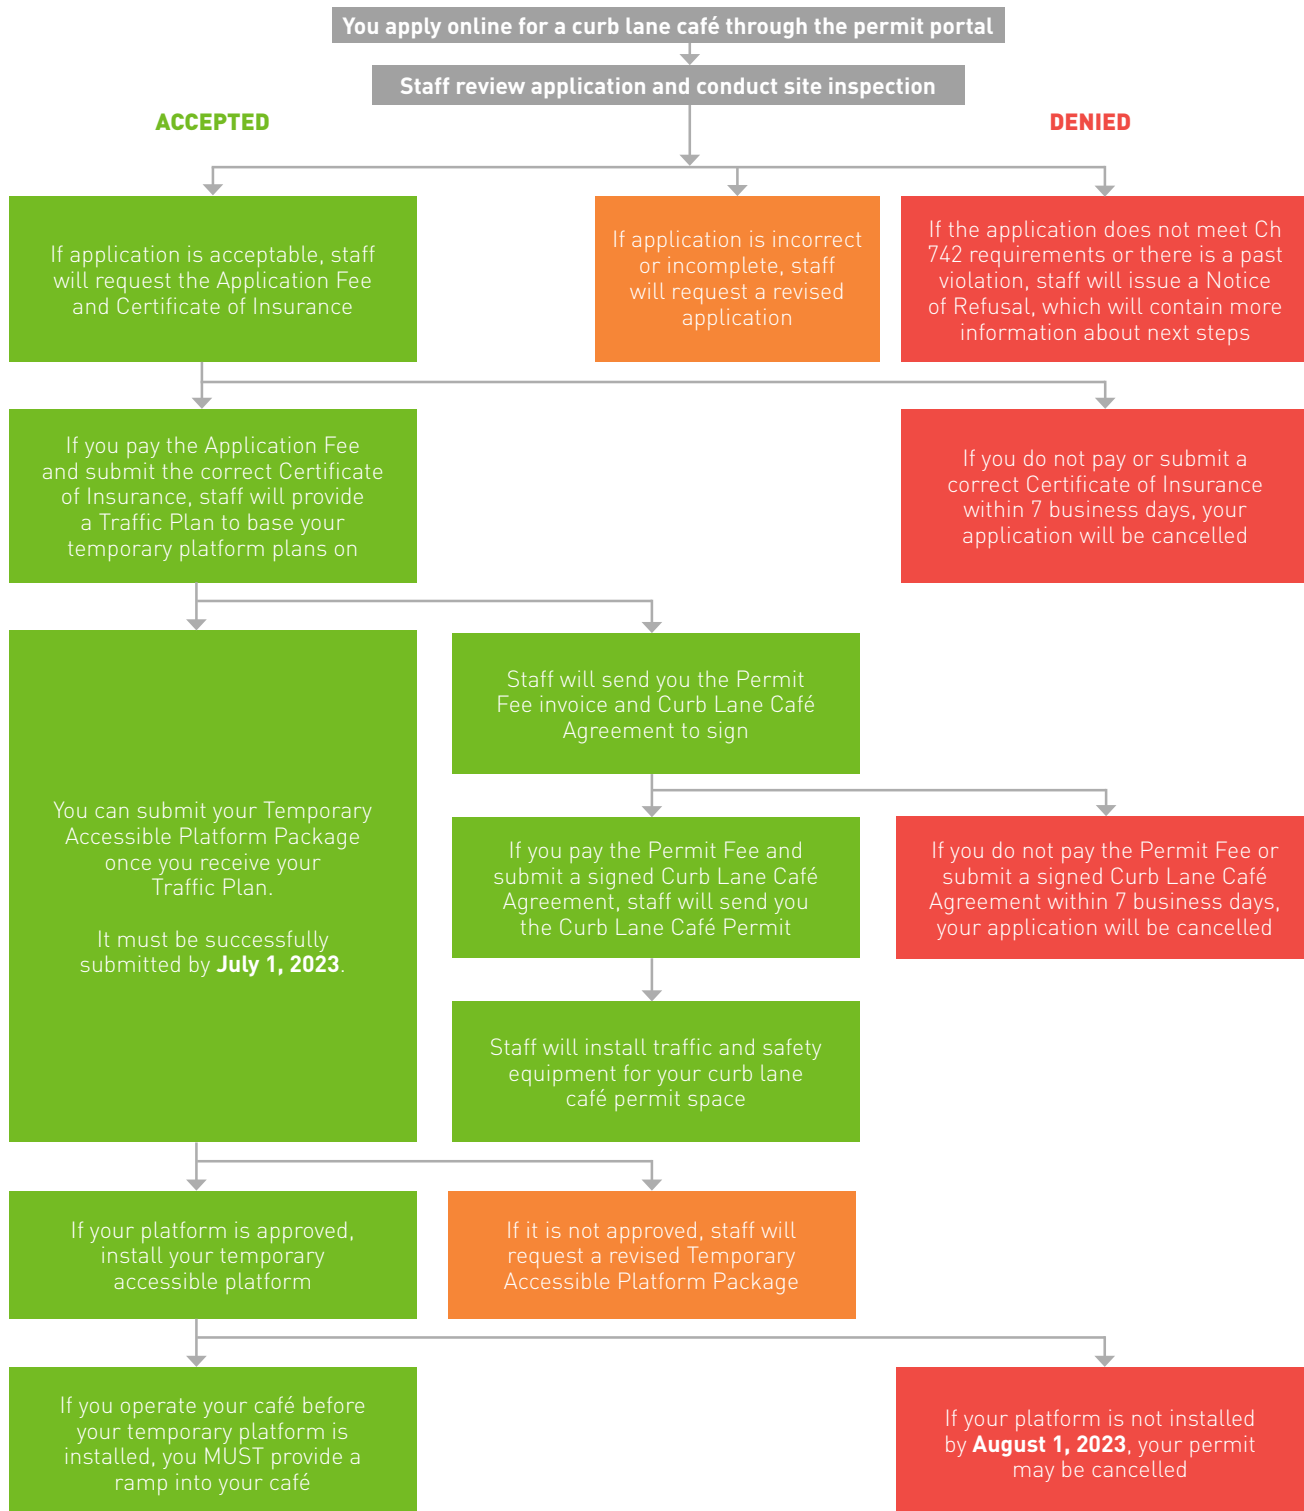 You apply online for a curb lane café through the permit portal
Staff review application and conduct site inspection
ACCEPTED
DENIED
If application is acceptable, staff
will request the Application Fee
and Certificate of Insurance
If application is incorrect
or incomplete, staff
will request a revised
application
If the application does not meet Ch
742 requirements or there is a past
violation, staff will issue a Notice
of Refusal, which will contain more
information about next steps
If you pay the Application Fee
and submit the correct Certificate
of Insurance, staff will provide
a Traffic Plan to base your
temporary platform plans on
If you do not pay or submit a
correct Certificate of Insurance
within 7 business days, your
application will be cancelled
You can submit your Temporary
Accessible Platform Package
once you receive your
Traffic Plan.
It must be successfully
submitted by July 1, 2023.
Staff will send you the Permit
Fee invoice and Curb Lane Café
Agreement to sign
If you pay the Permit Fee and
submit a signed Curb Lane Café
Agreement, staff will send you
the Curb Lane Café Permit
If you do not pay the Permit Fee or
submit a signed Curb Lane Café
Agreement within 7 business days,
your application will be cancelled
Staff will install traffic and safety
equipment for your curb lane
café permit space
If your platform is approved,
install your temporary
accessible platform
If it is not approved, staff will
request a revised Temporary
Accessible Platform Package
If you operate your café before
your temporary platform is
installed, you MUST provide a
ramp into your café
If your platform is not installed
by August 1, 2023, your permit
may be cancelled